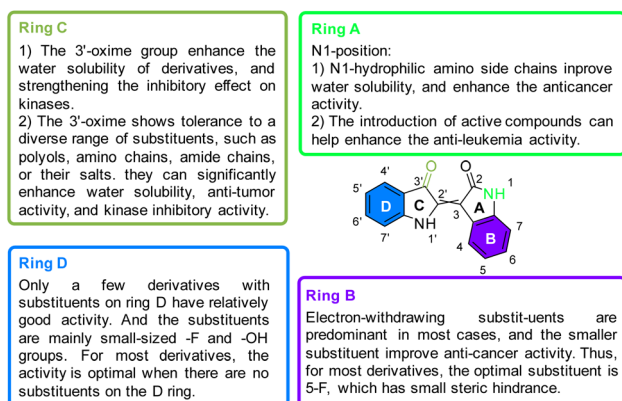 Ring C
1) The 3'-oxime group enhance the
water solubility of derivatives, and
strengthening the inhibitory effect on
kinases.
2) The 3'-oxime shows tolerance to a
diverse range of substituents, such as
polyols, amino chains, amide chains,
or their salts. they can significantly
enhance water solubility, anti-tumor
activity, and kinase inhibitory activity.
Ring A
N1-position:
1) N1-hydrophilic amino side chains inprove
water solubility, and enhance the anticancer
activity.
2) The introduction of active compounds can
help enhance the anti-leukemia activity.
O
O
4'
3'
2
1
5'
2'
NH
D
C
A
3
6'
NH
7
7'
1'
4
B
6
5
Ring D
Only a few derivatives with
substituents on ring D have relatively
good activity. And the substituents
are mainly small-sized -F and -OH
groups. For most derivatives, the
activity is optimal when there are no
substituents on the D ring.
Ring B
Electron-withdrawing substit-uents are
predominant in most cases, and the smaller
substituent improve anti-cancer activity. Thus,
for most derivatives, the optimal substituent is
5-F, which has small steric hindrance.